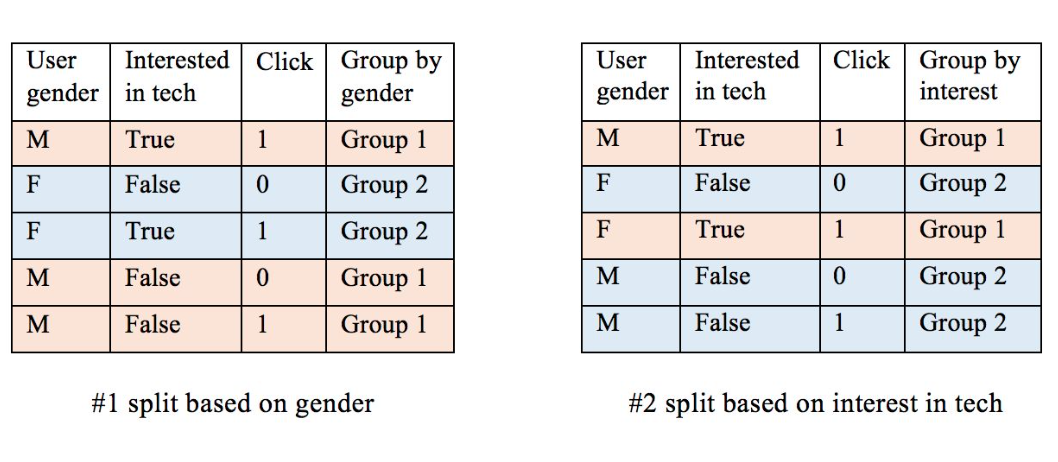 User gender Interested in tech Click Group by gender
M True 1 Group 1
F False 0 Group 2
F True 1 Group 2
M False 0 Group 1
M False 1 Group 1
#1 split based on gender
User gender Interested in tech Click Group by interest
M True 1 Group 1
F False 0 Group 2
F True 1 Group 1
M False 0 Group 2
M False 1 Group 2
#2 split based on interest in tech